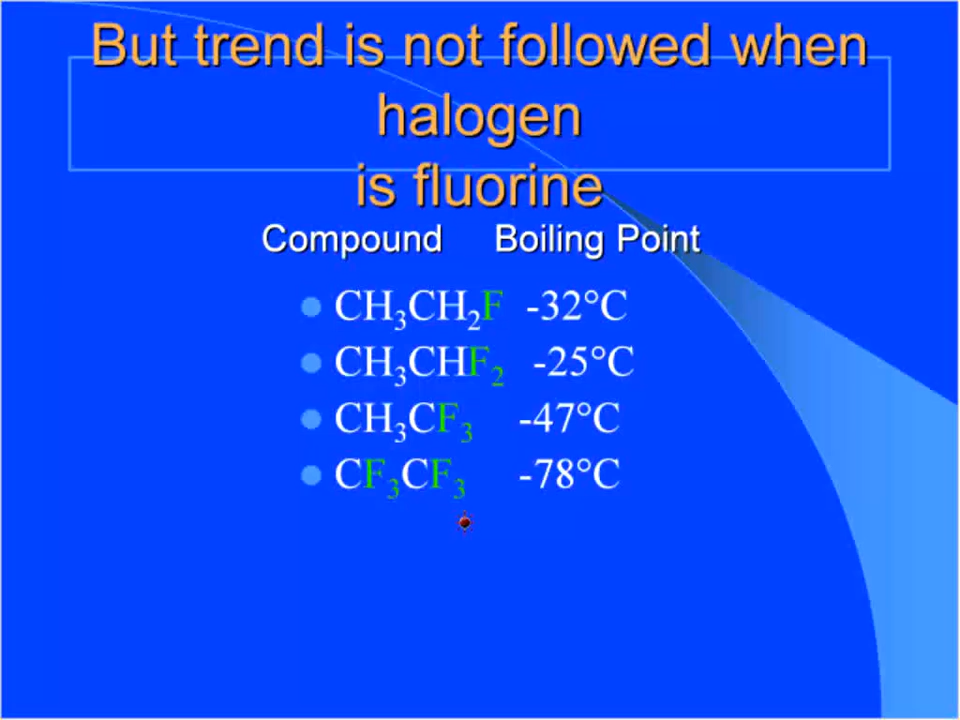 But trend is not followed when
halogen
is fluorine
Compound Boiling Point
CH₃CH₂F -32°C
CH₃CHF₂ -25°C
CH₃CF₃ -47°C
CF₃CF₃ -78°C